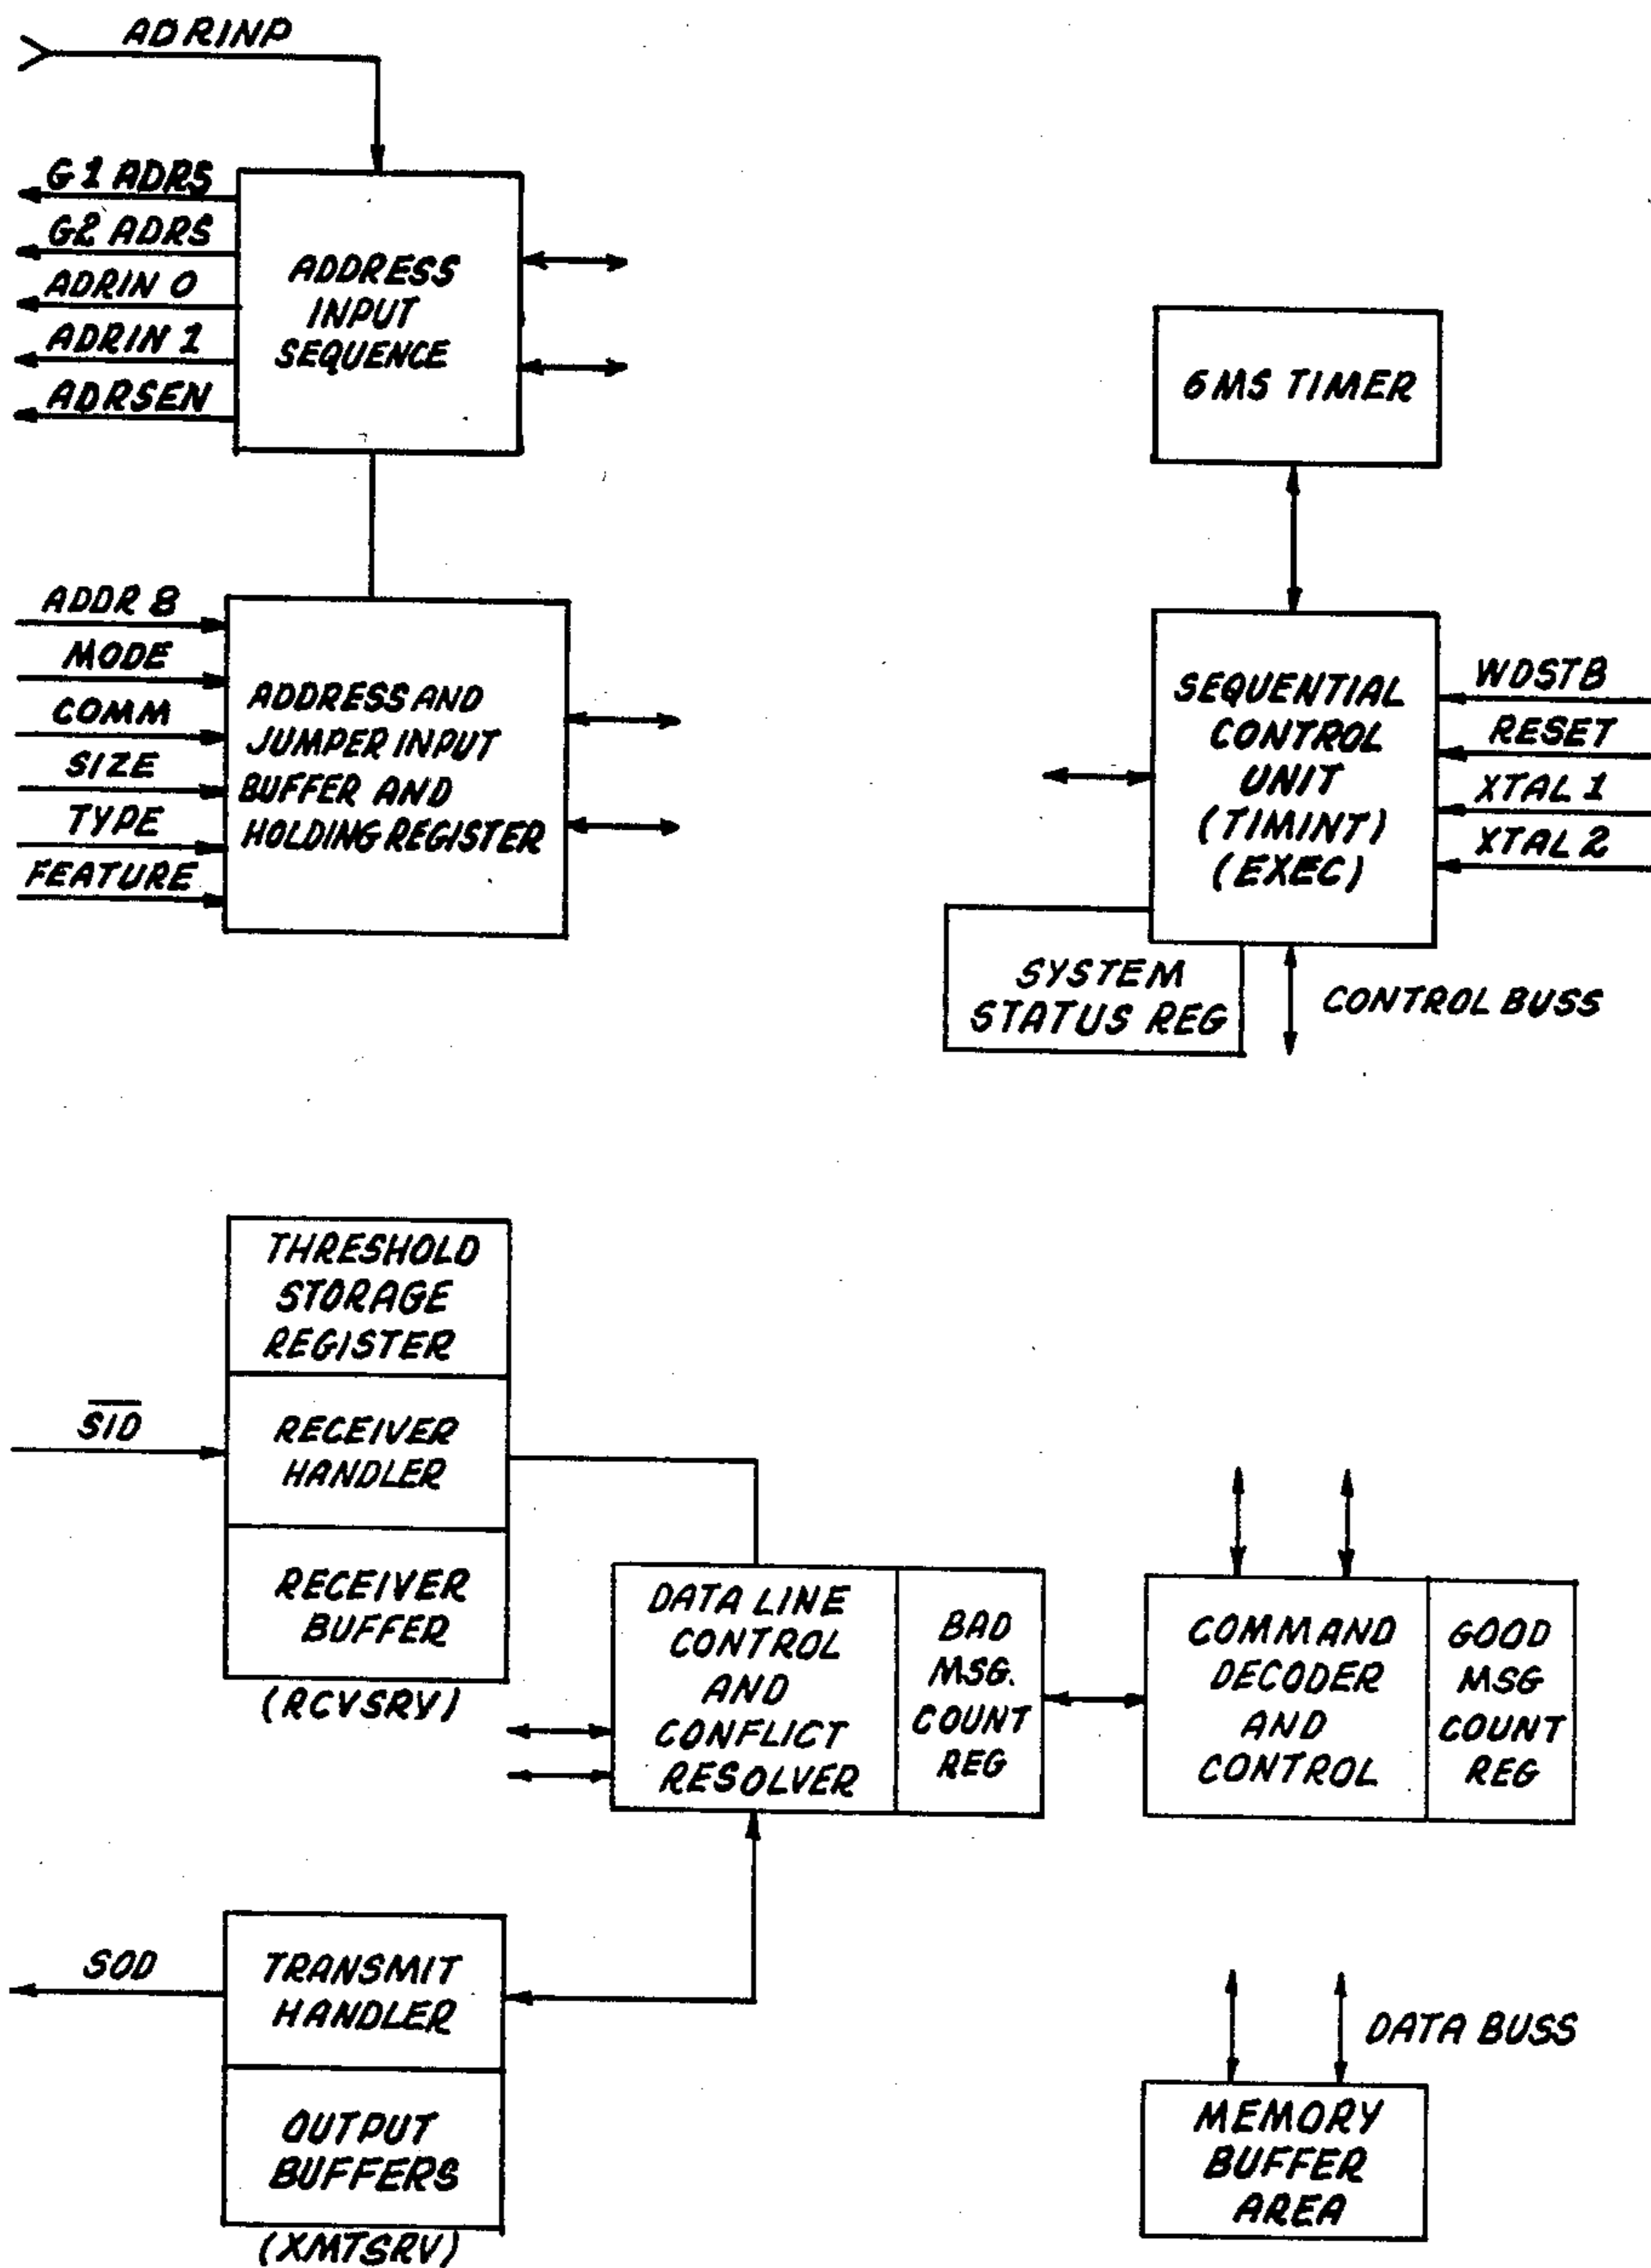 ADRINP
G1 ADRS
G2 ADRS
ADRIN 0
ADRIN 1
ADRSEN
ADDRESS
INPUT
SEQUENCE
6MS TIMER
ADDR 8
MODE
COMM
SIZE
TYPE
FEATURE
ADDRESS AND
JUMPER INPUT
BUFFER AND
HOLDING REGISTER
SEQUENTIAL
CONTROL
UNIT
(TIMINT)
(EXEC)
WDSTB
RESET
XTAL 1
XTAL 2
SYSTEM
STATUS REG
CONTROL BUSS
THRESHOLD
STORAGE
REGISTER
S̅I̅D̅
RECEIVER
HANDLER
RECEIVER
BUFFER
(RCVSRV)
DATA LINE
CONTROL
AND
CONFLICT
RESOLVER
BAD
MSG.
COUNT
REG
COMMAND
DECODER
AND
CONTROL
GOOD
MSG
COUNT
REG
SOD
TRANSMIT
HANDLER
OUTPUT
BUFFERS
(XMTSRV)
DATA BUSS
MEMORY
BUFFER
AREA